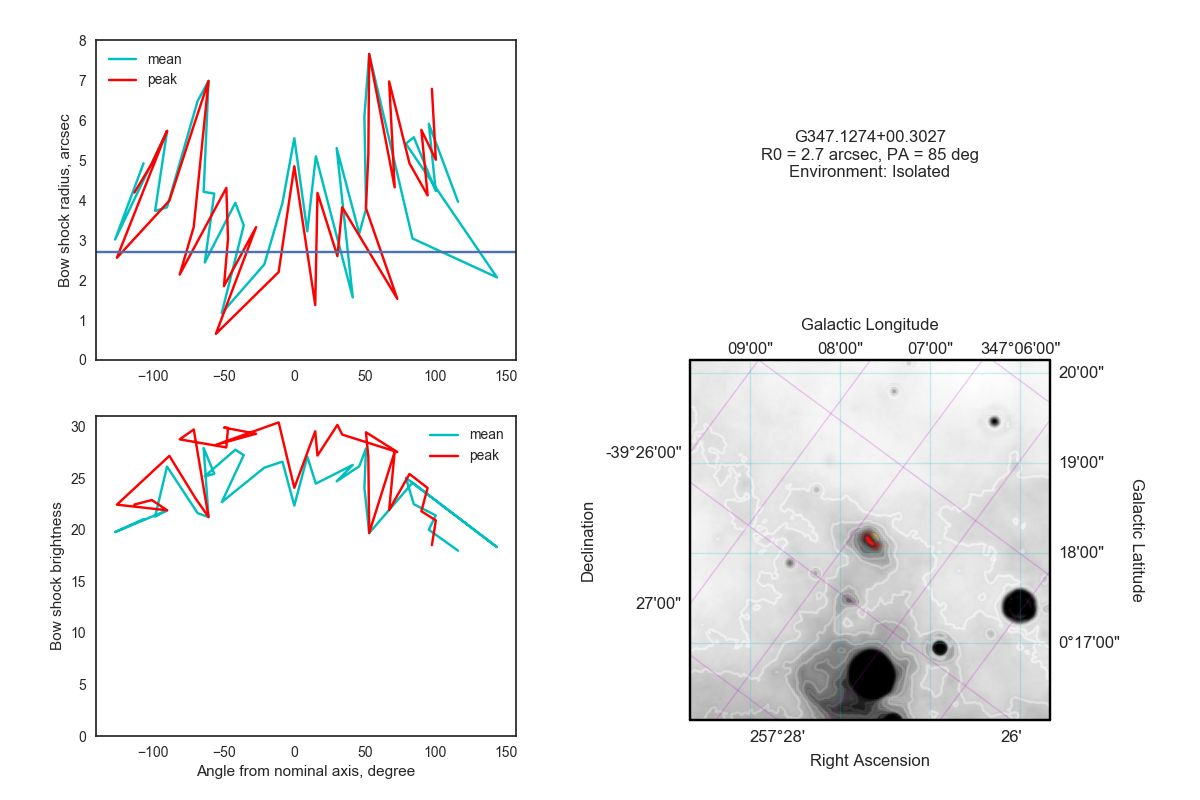 8
7
6
5
4
3
2
1
0
Bow shock radius, arcsec
mean
peak
−100
−50
0
50
100
150
30
25
20
15
10
5
0
Bow shock brightness
mean
peak
−100
−50
0
50
100
150
Angle from nominal axis, degree
G347.1274+00.3027
R0 = 2.7 arcsec, PA = 85 deg
Environment: Isolated
Galactic Longitude
09'00" 08'00" 07'00" 347°06'00"
20'00"
19'00"
18'00"
0°17'00"
Galactic Latitude
-39°26'00"
27'00"
Declination
257°28' 26'
Right Ascension